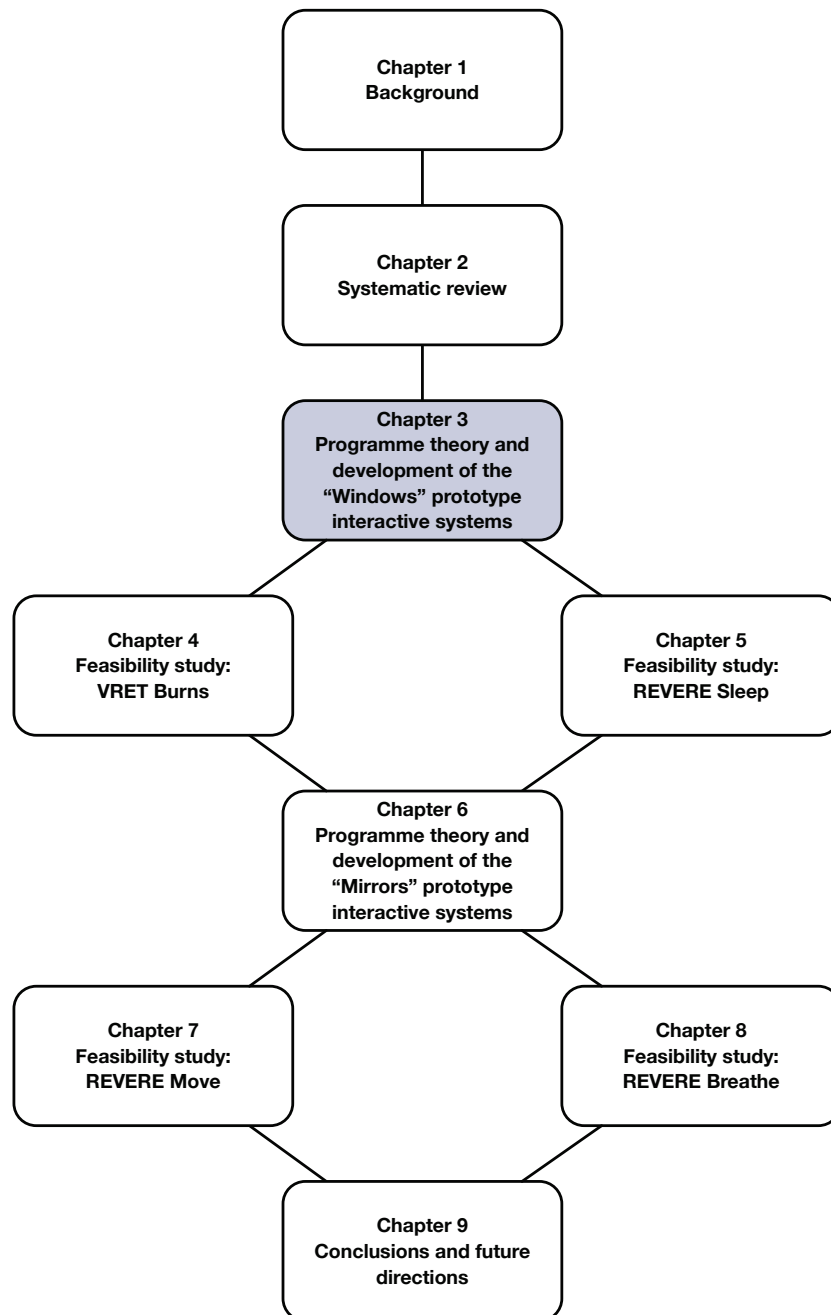 Chapter 1
Background
Chapter 2
Systematic review
Chapter 3
Programme theory and
development of the
“Windows” prototype
interactive systems
Chapter 4
Feasibility study:
VRET Burns
Chapter 5
Feasibility study:
REVERE Sleep
Chapter 6
Programme theory and
development of the
“Mirrors” prototype
interactive systems
Chapter 7
Feasibility study:
REVERE Move
Chapter 8
Feasibility study:
REVERE Breathe
Chapter 9
Conclusions and future
directions